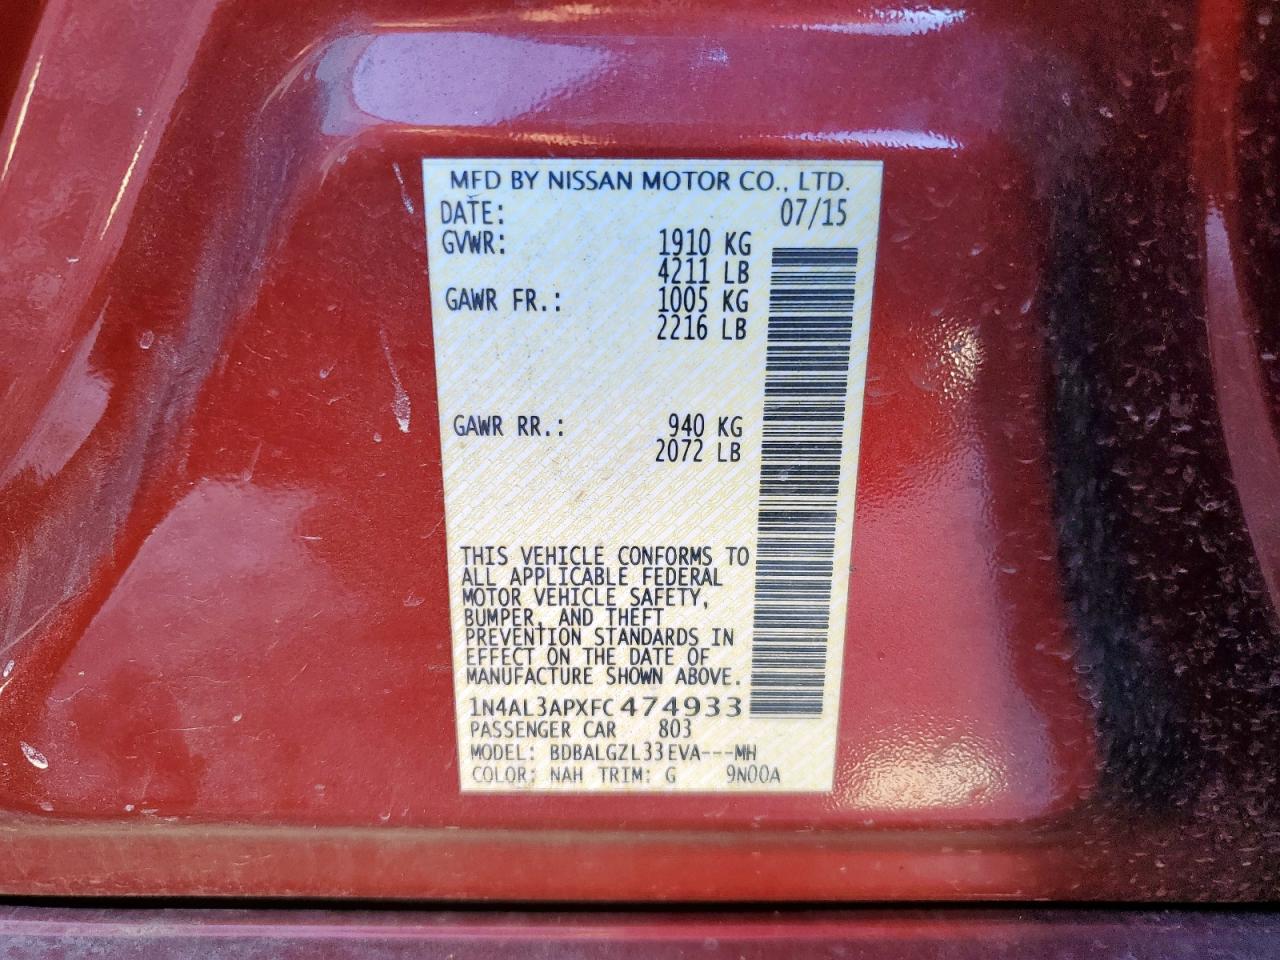 MFD BY NISSAN MOTOR CO., LTD.
DATE: 07/15
GVWR: 1910 KG
4211 LB
GAWR FR.: 1005 KG
2216 LB
GAWR RR.: 940 KG
2072 LB
THIS VEHICLE CONFORMS TO
ALL APPLICABLE FEDERAL
MOTOR VEHICLE SAFETY,
BUMPER, AND THEFT
PREVENTION STANDARDS IN
EFFECT ON THE DATE OF
MANUFACTURE SHOWN ABOVE.
1N4AL3APXFC474933
PASSENGER CAR 803
MODEL: BDBALGZL33EVA---MH
COLOR: NAH TRIM: G 9N00A